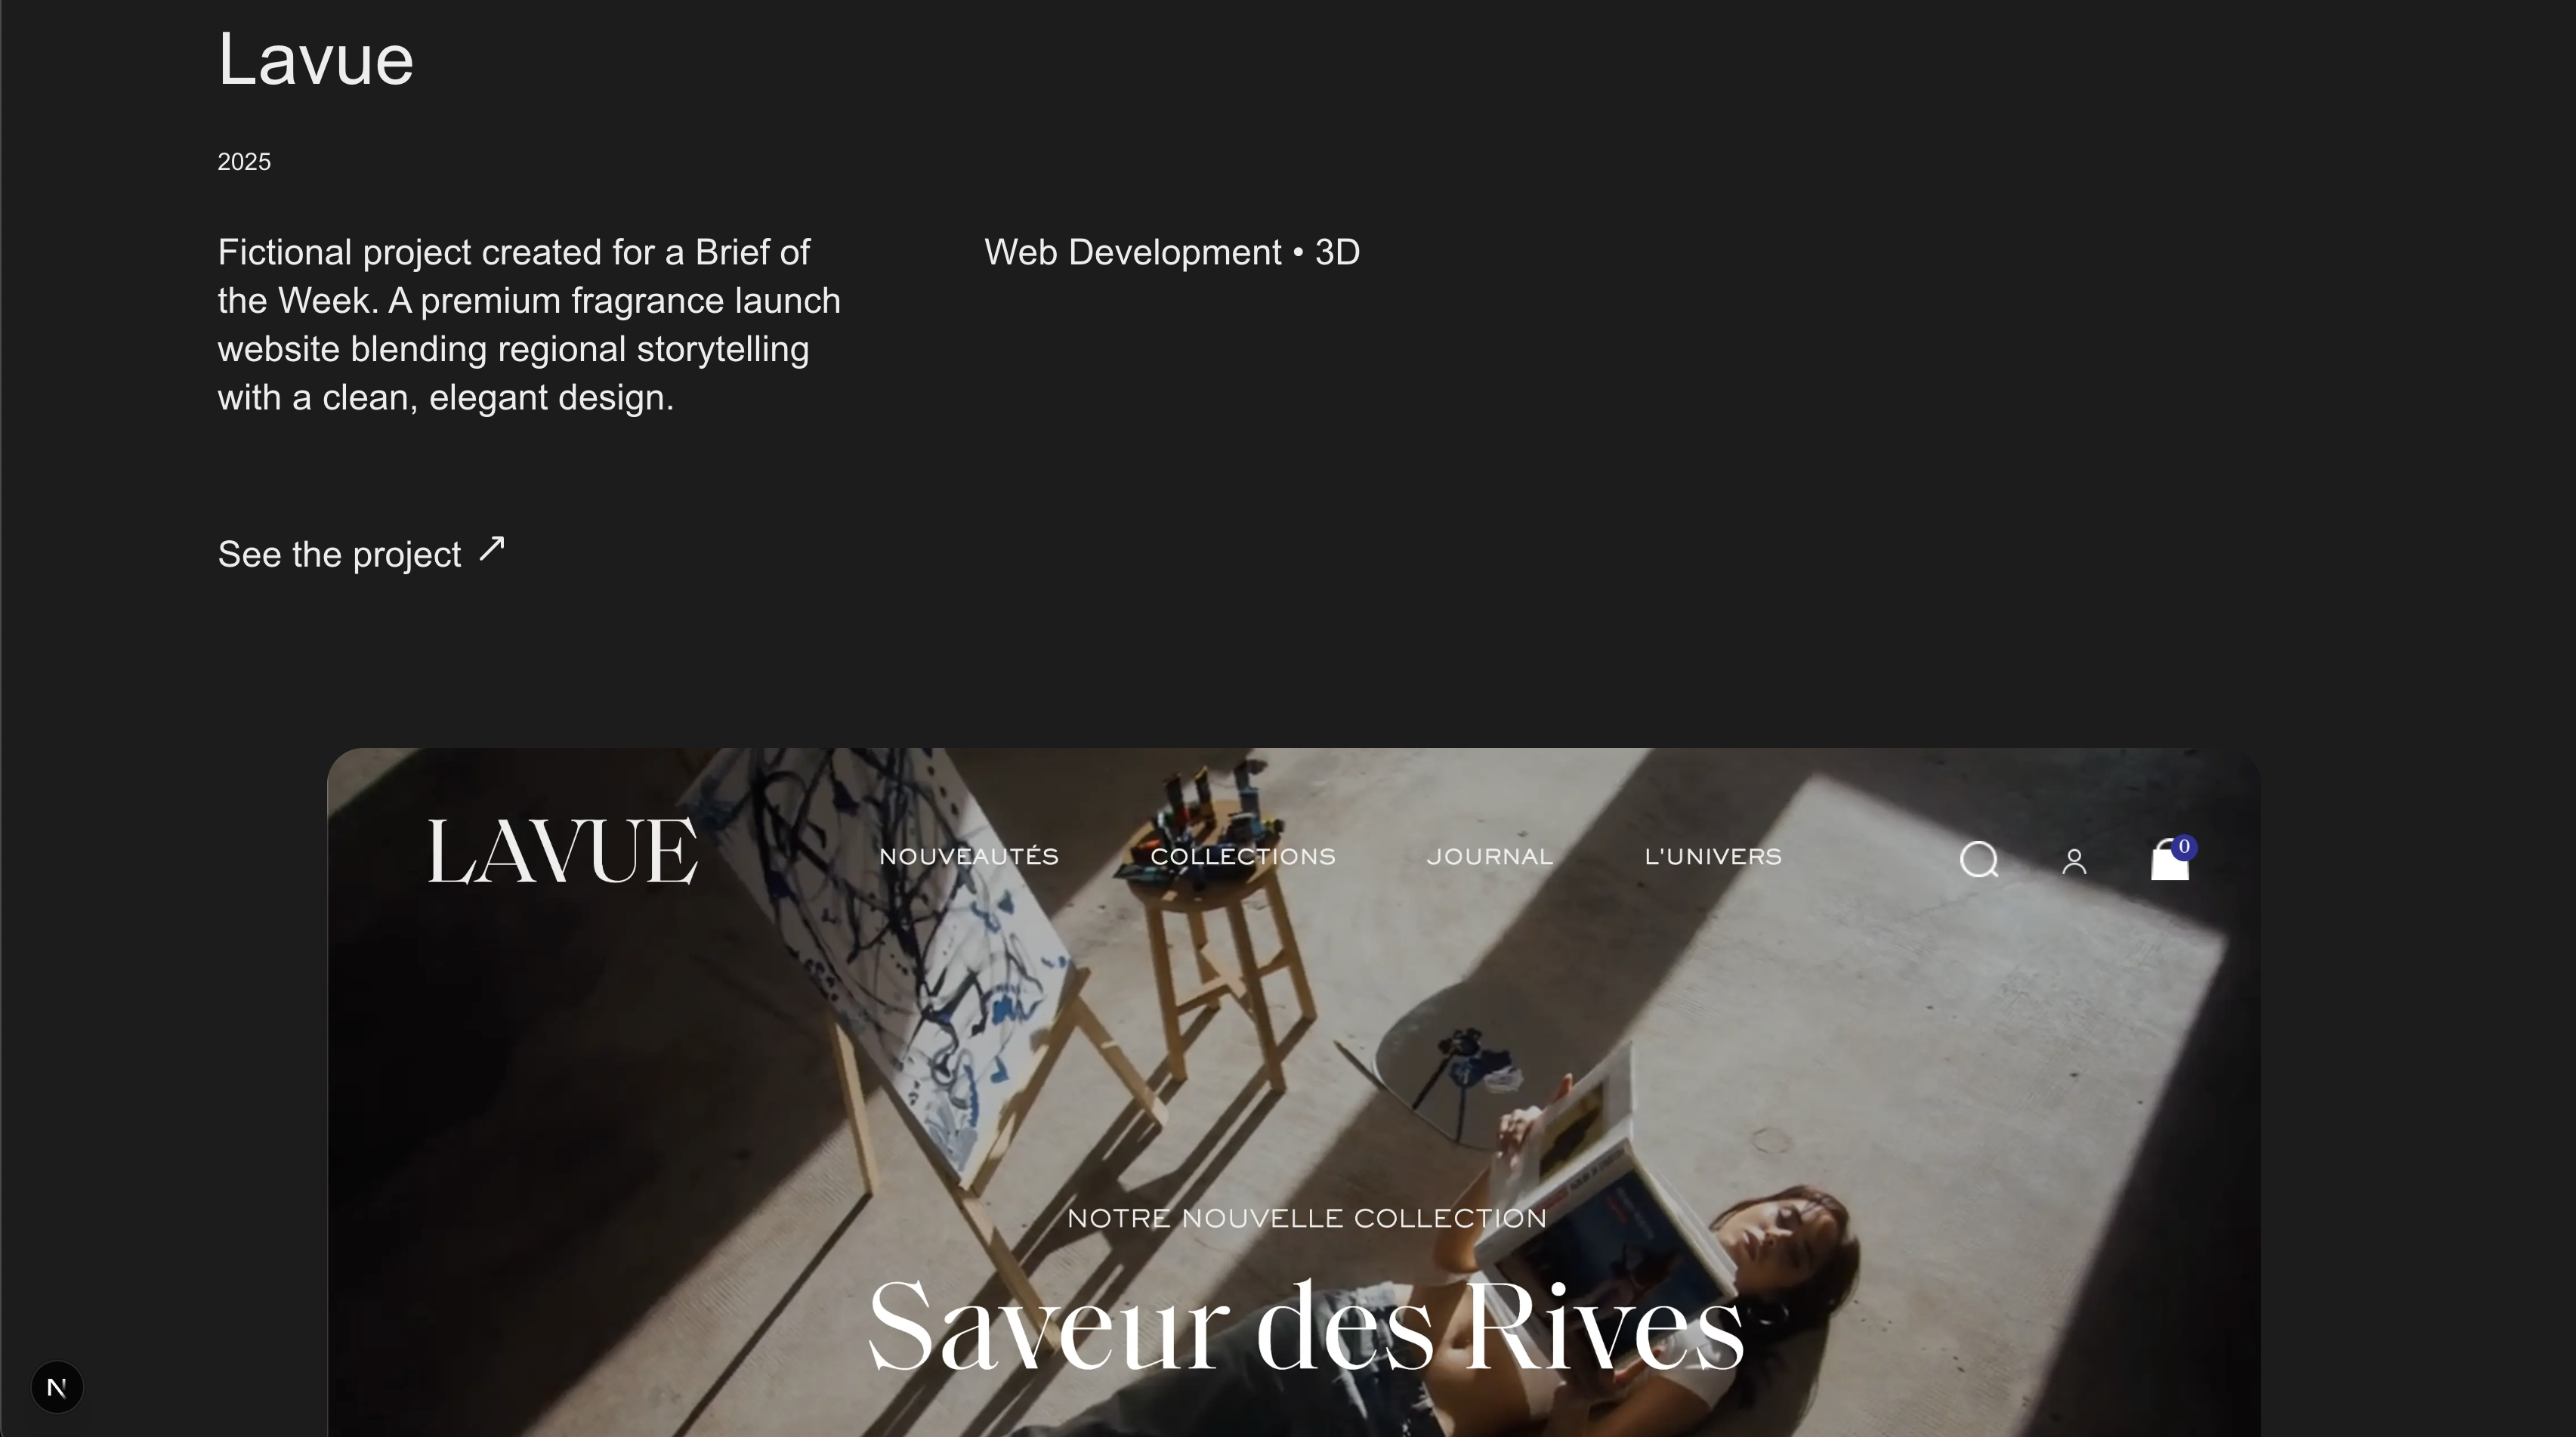 Lavue
2025
Fictional project created for a Brief of
the Week. A premium fragrance launch
website blending regional storytelling
with a clean, elegant design.
Web Development • 3D
See the project ↗
LAVUE
NOUVEAUTÉS
COLLECTIONS
JOURNAL
L'UNIVERS
0
NOTRE NOUVELLE COLLECTION
Saveur des Rives
N